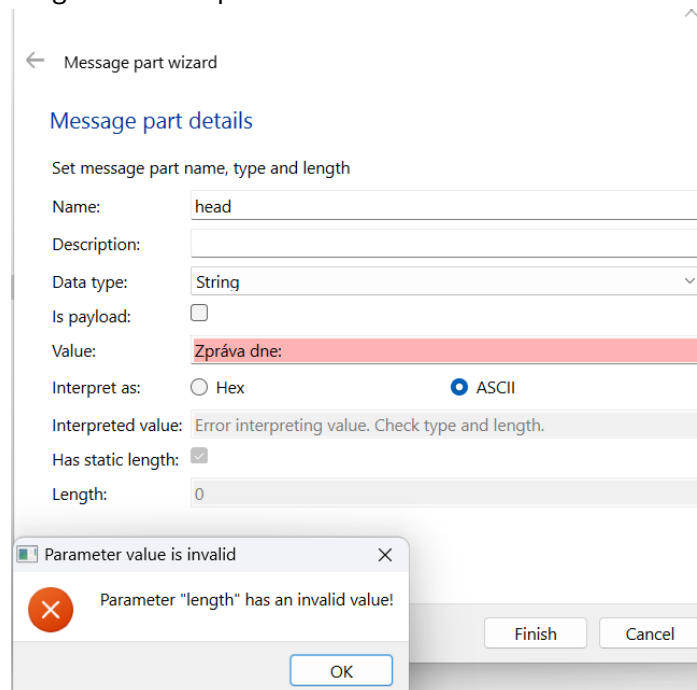 Message part wizard
Message part details
Set message part name, type and length
Name: head
Description:
Data type: String
Is payload:
Value: Zpráva dne:
Interpret as: Hex ASCII
Interpreted value: Error interpreting value. Check type and length.
Has static length:
Length: 0
Parameter value is invalid
Parameter "length" has an invalid value!
Finish Cancel
OK